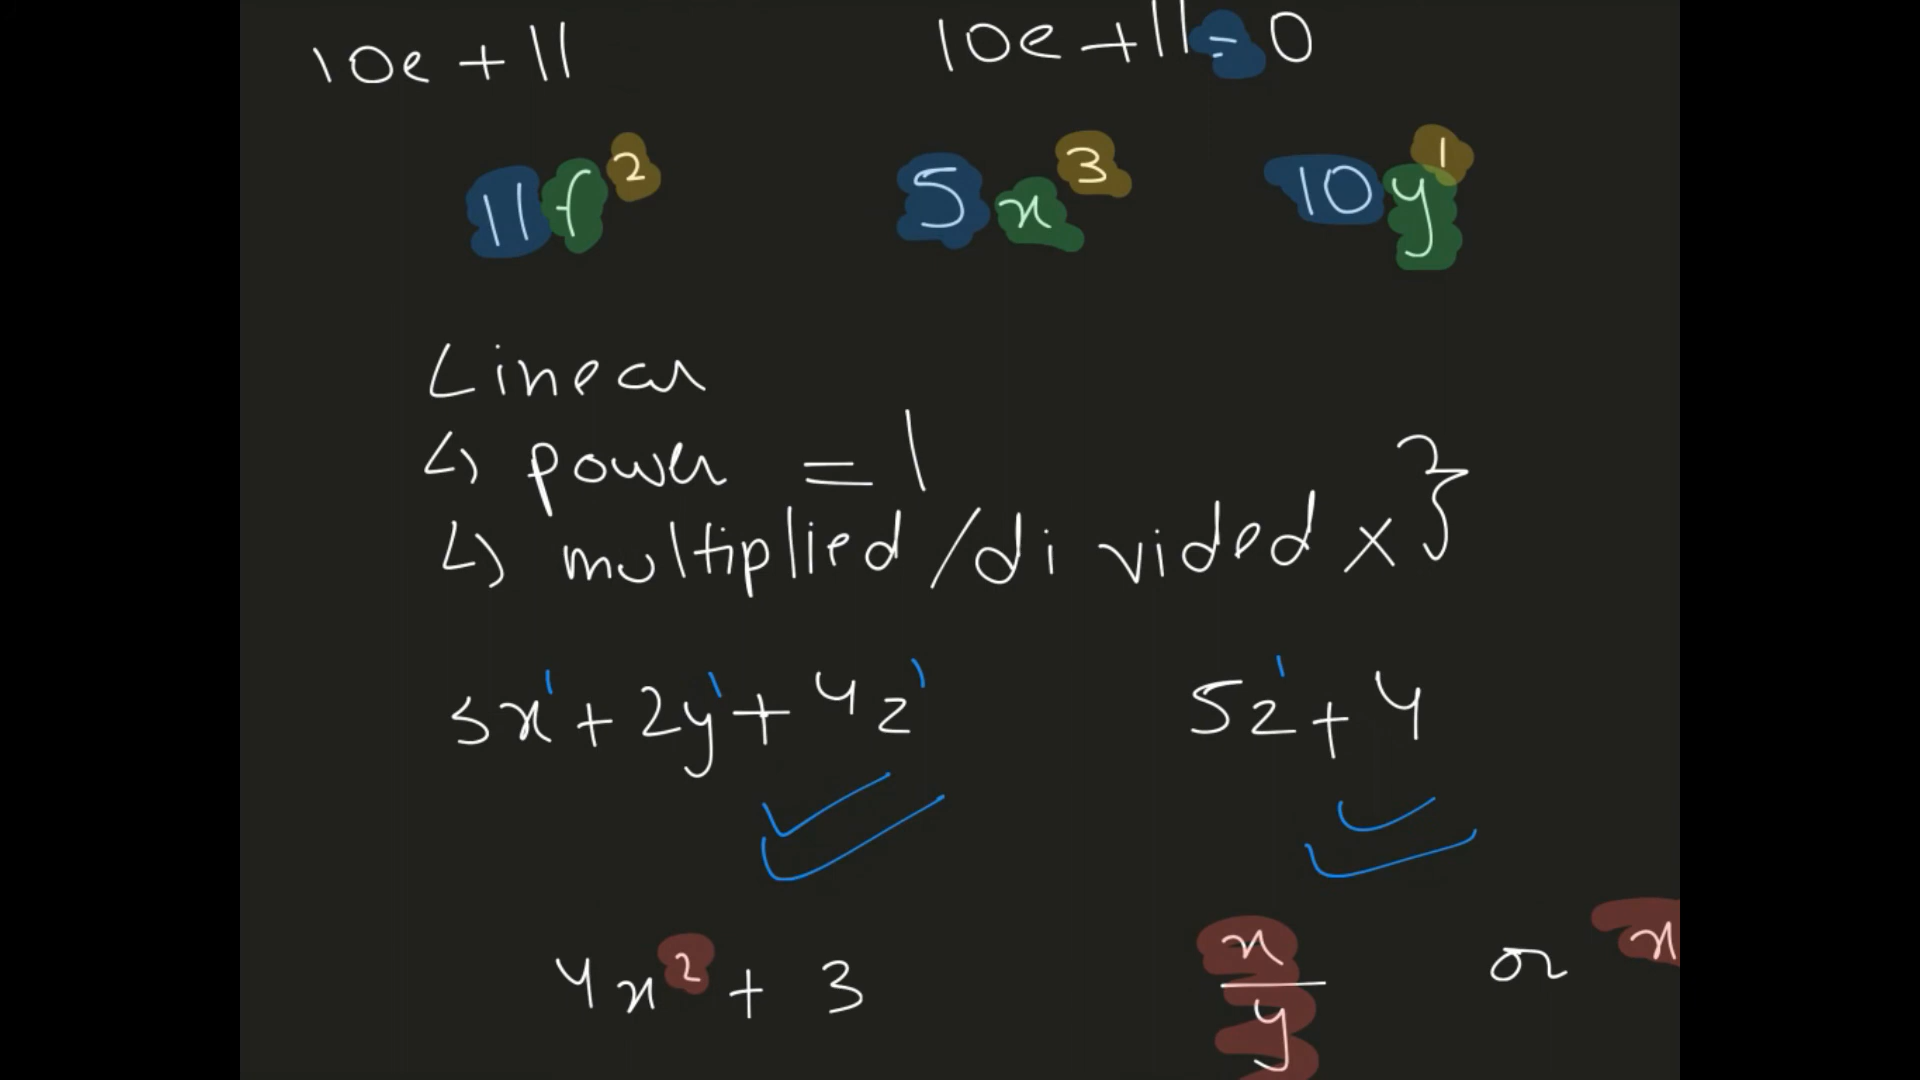 10e + 11    10e + 11 = 0
11f²    5x³    10y¹
Linear
↳ power = 1
↳ multiplied/divided x }
3x¹ + 2y¹ + 4z¹    5z¹ + 4
4x² + 3    x/y    or    x